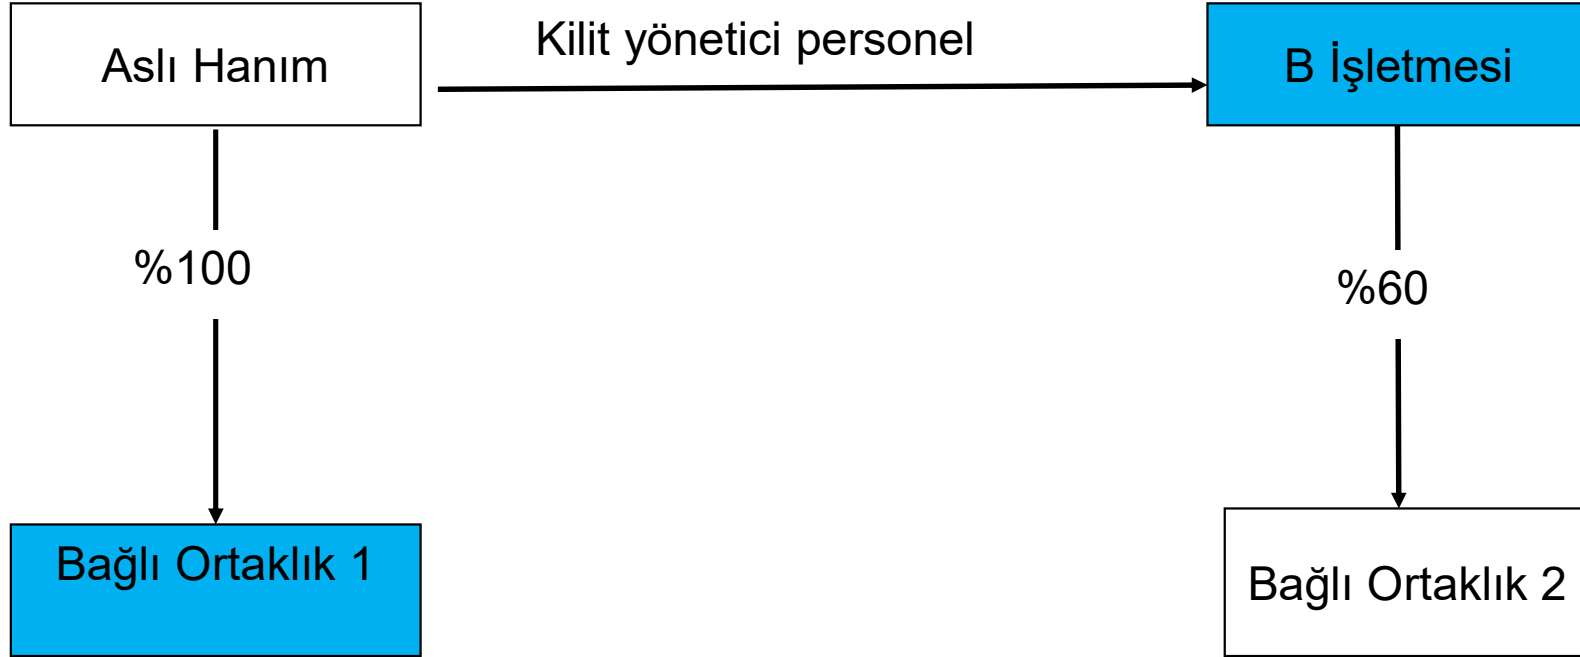 Aslı Hanım
Kilit yönetici personel
B İşletmesi
%100
%60
Bağlı Ortaklık 1
Bağlı Ortaklık 2